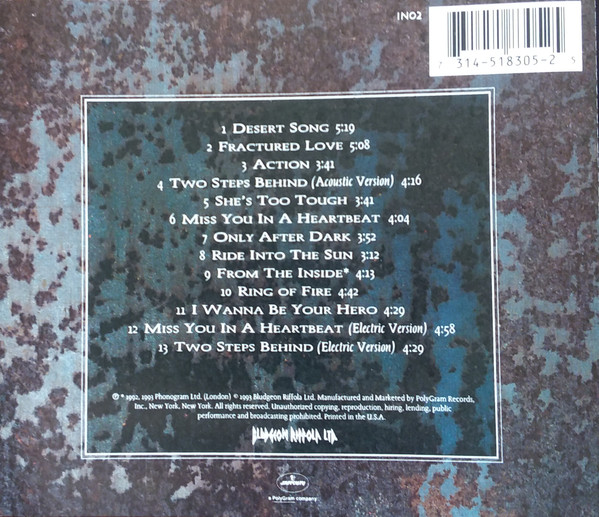 1N02
7 314-518305-2 5
1 Desert Song 5:19
2 Fractured Love 5:08
3 Action 3:41
4 Two Steps Behind (Acoustic Version) 4:16
5 She's Too Tough 3:41
6 Miss You In A Heartbeat 4:04
7 Only After Dark 3:52
8 Ride Into The Sun 3:12
9 From The Inside* 4:13
10 Ring of Fire 4:42
11 I Wanna Be Your Hero 4:29
12 Miss You In A Heartbeat (Electric Version) 4:58
13 Two Steps Behind (Electric Version) 4:29
℗ * 1992, 1993 Phonogram Ltd. (London) © 1993 Bludgeon Riffola Ltd. Manufactured and Marketed by PolyGram Records,
Inc., New York, New York. All rights reserved. Unauthorized copying, reproduction, hiring, lending, public
performance and broadcasting prohibited. Printed in the U.S.A.
BLUDGEON RIFFOLA LTD
mercury
a PolyGram company